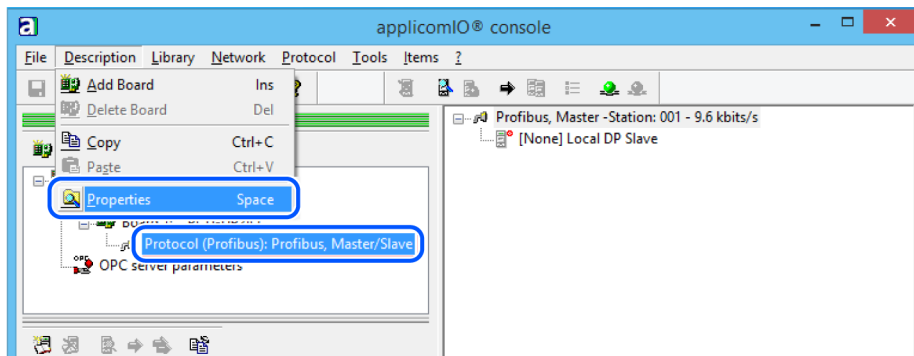 applicomIO® console
File Description Library Network Protocol Tools Items ?
Add Board Ins
Delete Board Del
Copy Ctrl+C
Paste Ctrl+V
Properties Space
Protocol (Profibus): Profibus, Master/Slave
OPC server parameters
Profibus, Master -Station: 001 - 9.6 kbits/s
[None] Local DP Slave